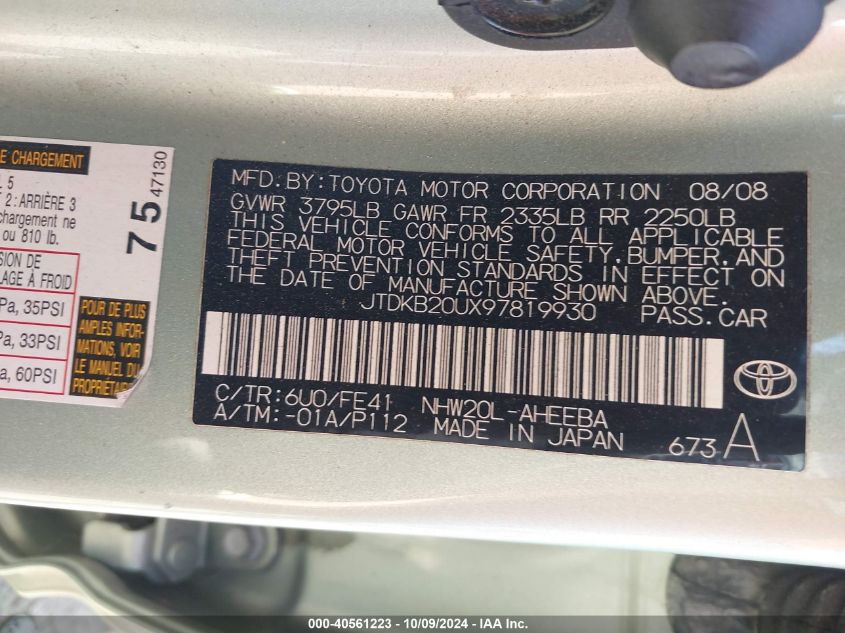 E CHARGEMENT
5
2 : ARRIÈRE 3
chargement ne
ou 810 lb.
75 47130
SION DE
LAGE À FROID
Pa, 35PSI
Pa, 33PSI
a, 60PSI
POUR DE PLUS
AMPLES INFOR-
MATIONS, VOIR
LE MANUEL DU
PROPRIÉTAIRE
MFD. BY: TOYOTA MOTOR CORPORATION 08/08
GVWR 3795LB GAWR FR 2335LB RR 2250LB
THIS VEHICLE CONFORMS TO ALL APPLICABLE
FEDERAL MOTOR VEHICLE SAFETY, BUMPER, AND
THEFT PREVENTION STANDARDS IN EFFECT ON
THE DATE OF MANUFACTURE SHOWN ABOVE.
JTDKB20UX97819930 PASS. CAR
C/TR: 6U0/FE41 NHW20L-AHEEBA
A/TM: -01A/P112 MADE IN JAPAN 673 A
000-40561223 - 10/09/2024 - IAA Inc.